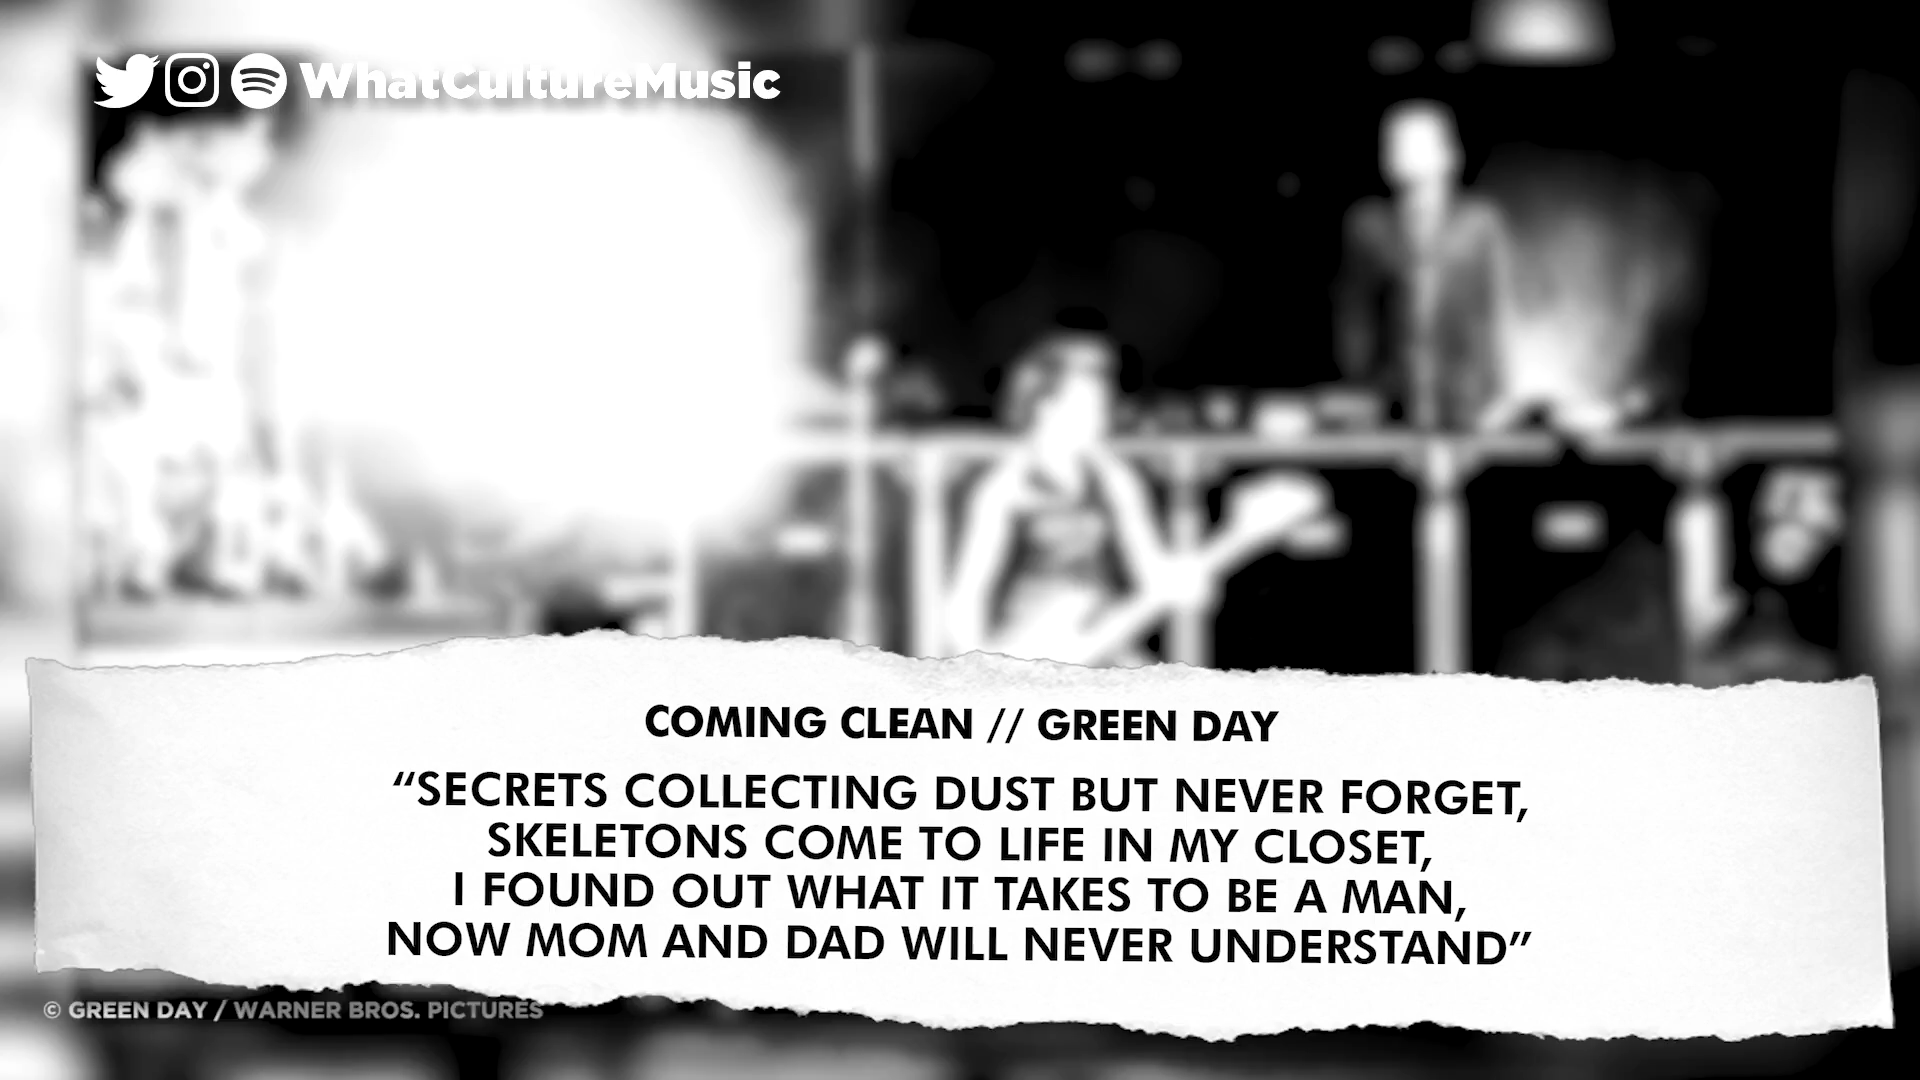 WhatCultureMusic
COMING CLEAN // GREEN DAY
“SECRETS COLLECTING DUST BUT NEVER FORGET,
SKELETONS COME TO LIFE IN MY CLOSET,
I FOUND OUT WHAT IT TAKES TO BE A MAN,
NOW MOM AND DAD WILL NEVER UNDERSTAND”
© GREEN DAY / WARNER BROS. PICTURES